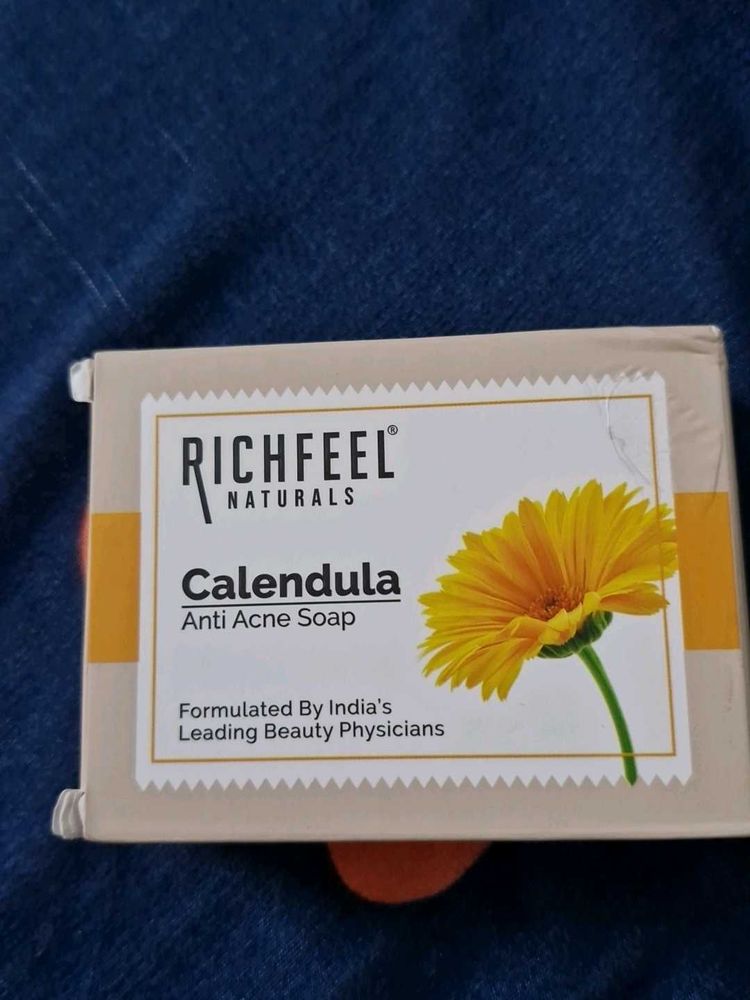 RICHFEEL®
NATURALS
Calendula
Anti Acne Soap
Formulated By India's
Leading Beauty Physicians